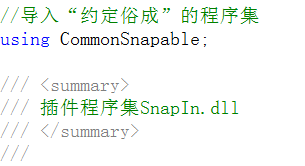 //导入“约定俗成”的程序集
using CommonSnapable;
/// <summary>
/// 插件程序集SnapIn.dll
/// </summary>
///